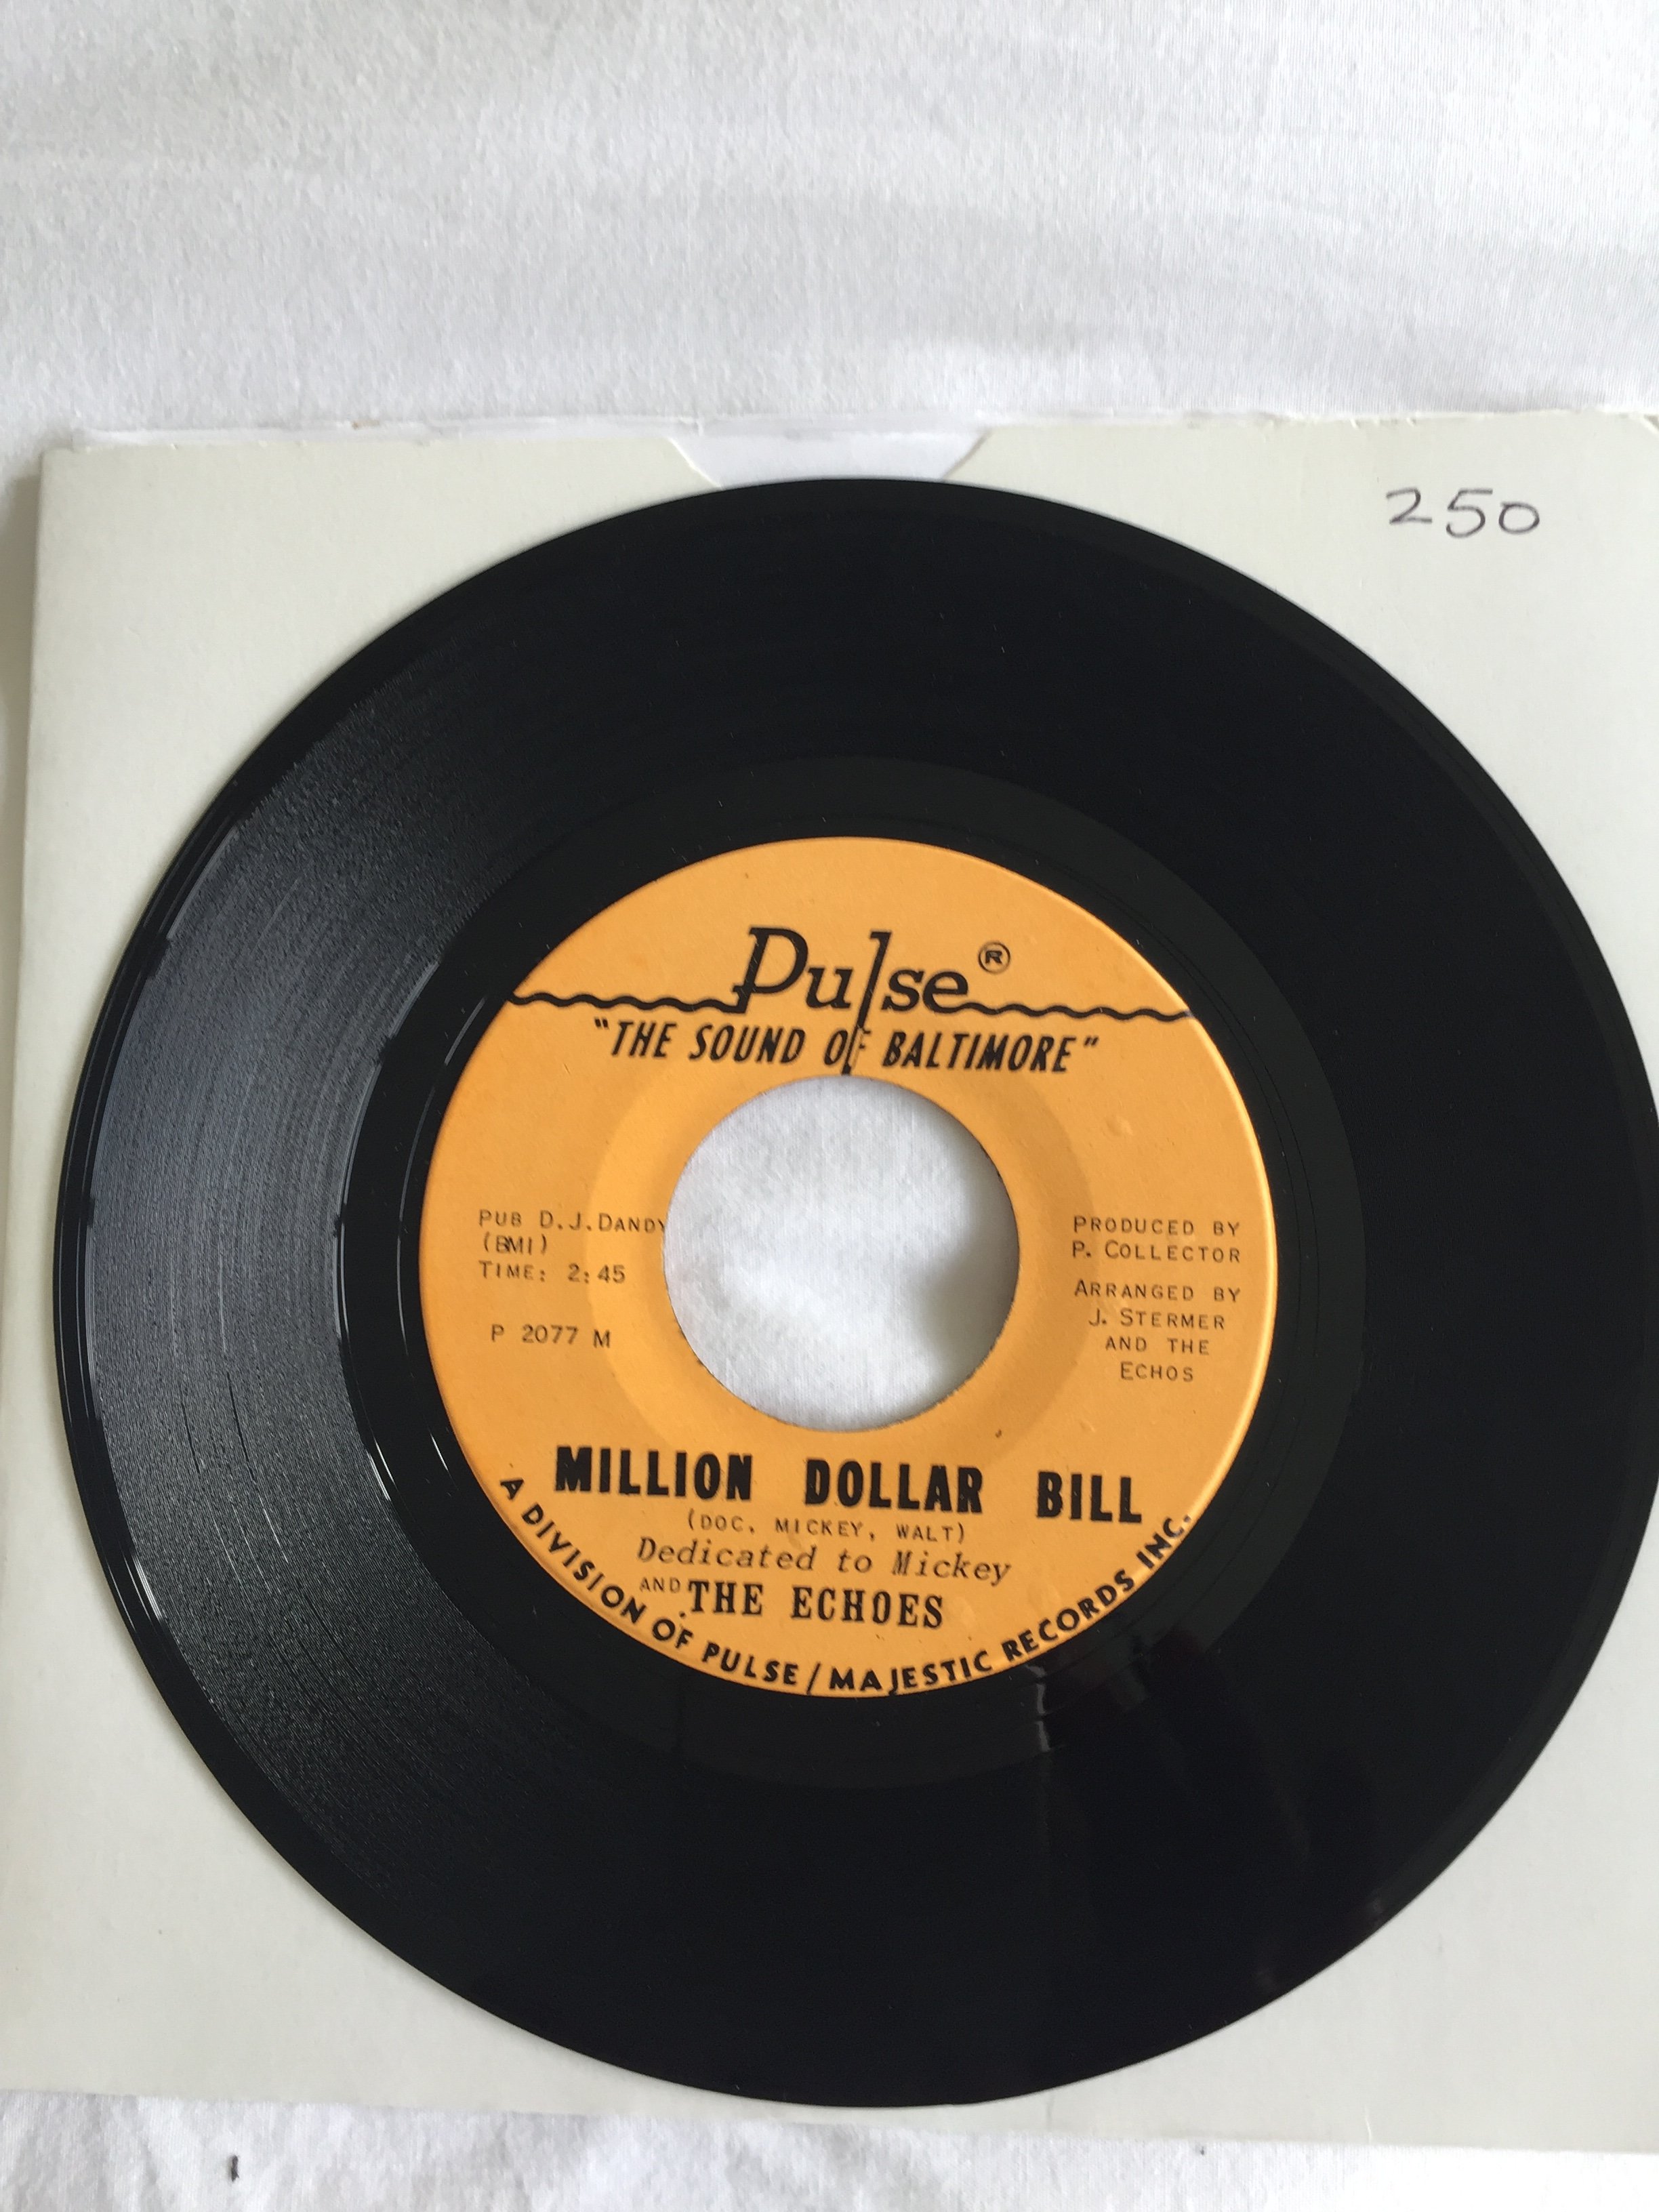 250
Pulse®
"THE SOUND OF BALTIMORE"
PUB D.J.DANDY
(BMI)
TIME: 2:45
P 2077 M
PRODUCED BY
P. COLLECTOR
ARRANGED BY
J. STERMER
AND THE
ECHOS
MILLION DOLLAR BILL
(DOC, MICKEY, WALT)
Dedicated to Mickey
AND THE ECHOES
A DIVISION OF PULSE/MAJESTIC RECORDS INC.